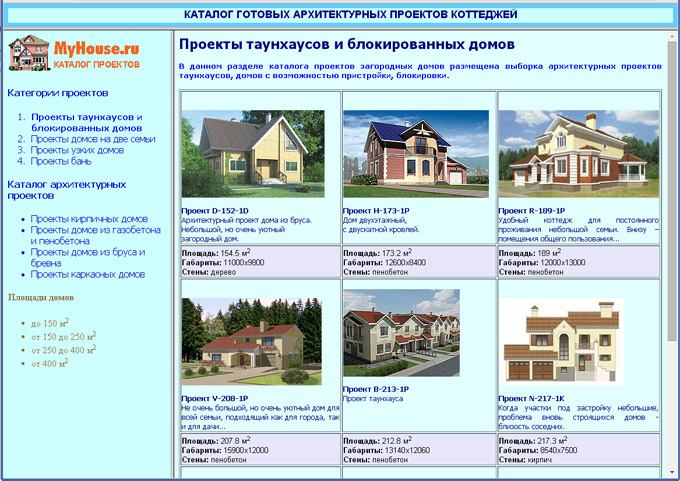 КАТАЛОГ ГОТОВЫХ АРХИТЕКТУРНЫХ ПРОЕКТОВ КОТТЕДЖЕЙ
MyHouse.ru
КАТАЛОГ ПРОЕКТОВ
Категории проектов
1. Проекты таунхаусов и
блокированных домов
2. Проекты домов на две семьи
3. Проекты узких домов
4. Проекты бань
Каталог архитектурных
проектов
• Проекты кирпичных домов
• Проекты домов из газобетона
и пенобетона
• Проекты домов из бруса и
бревна
• Проекты каркасных домов
Площади домов
• до 150 м²
• от 150 до 250 м²
• от 250 до 400 м²
• от 400 м²
Проекты таунхаусов и блокированных домов
В данном разделе каталога проектов загородных домов размещена выборка архитектурных проектов
таунхаусов, домов с возможностью пристройки, блокировки.
Проект D-152-1D
Архитектурный проект дома из бруса.
Небольшой, но очень уютный
загородный дом.
Площадь: 154.5 м²
Габариты: 11000x9800
Стены: дерево
Проект H-173-1P
Дом двухэтажный,
с двускатной кровлей.
Площадь: 173.2 м²
Габариты: 12600x8400
Стены: пенобетон
Проект R-189-1P
Удобный коттедж для постоянного
проживания небольшой семьи. Внизу –
помещения общего пользования...
Площадь: 189 м²
Габариты: 12000x13000
Стены: пенобетон
Проект V-208-1P
Не очень большой, но очень уютный дом для
всей семьи, подходящий как для города, так
и для дачи...
Площадь: 207.8 м²
Габариты: 15900x12000
Стены: пенобетон
Проект B-213-1P
Проект таунхауса
Площадь: 212.8 м²
Габариты: 13140x12060
Стены: пенобетон
Проект N-217-1K
Когда участки под застройку небольшие,
проблема вновь строящихся домов -
близость соседних.
Площадь: 217.3 м²
Габариты: 8540x7500
Стены: кирпич